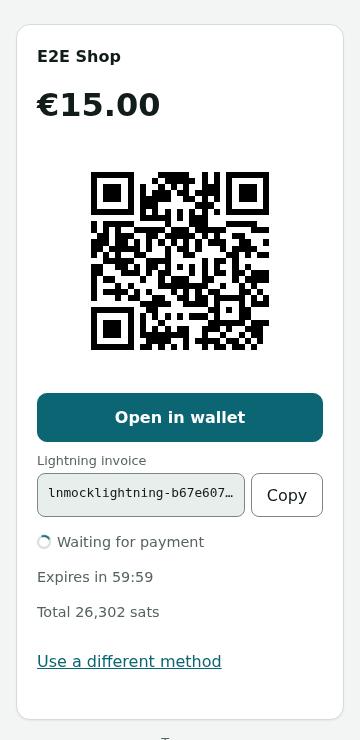 E2E Shop
€15.00
Open in wallet
Lightning invoice
lnmocklightning-b67e607…
Copy
Waiting for payment
Expires in 59:59
Total 26,302 sats
Use a different method